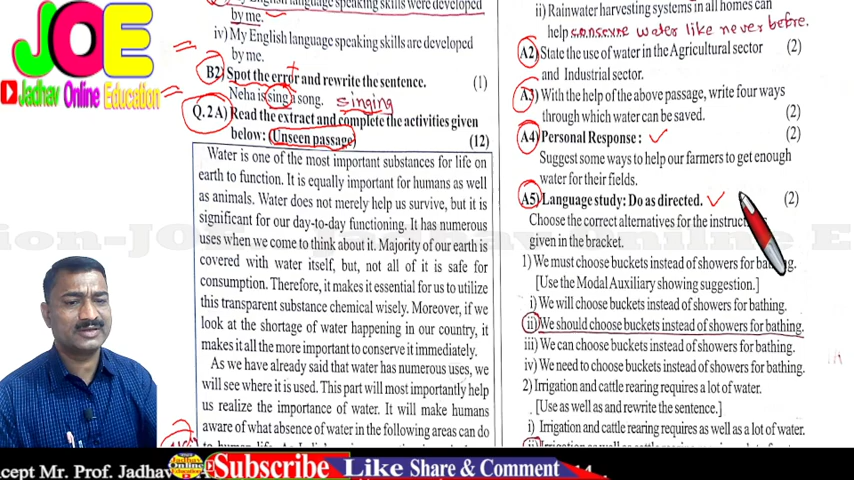 JOE
Jadhav Online Education
My English language speaking skills were developed
by me.
iv) My English language speaking skills are developed
by me.
B2) Spot the error and rewrite the sentence. (1)
Neha is sing a song. singing
Q.2A) Read the extract and complete the activities given
below: (Unseen passage) (12)
Water is one of the most important substances for life on
earth to function. It is equally important for humans as well
as animals. Water does not merely help us survive, but it is
significant for our day-to-day functioning. It has numerous
uses when we come to think about it. Majority of our earth is
covered with water itself, but, not all of it is safe for
consumption. Therefore, it makes it essential for us to utilize
this transparent substance chemical wisely. Moreover, if we
look at the shortage of water happening in our country, it
makes it all the more important to conserve it immediately.
As we have already said that water has numerous uses, we
will see where it is used. This part will most importantly help
us realize the importance of water. It will make humans
aware of what absence of water in the following areas can do
ii) Rainwater harvesting systems in all homes can
help conserve water like never before.
A2) State the use of water in the Agricultural sector (2)
and Industrial sector.
A3) With the help of the above passage, write four ways
through which water can be saved. (2)
A4) Personal Response : (2)
Suggest some ways to help our farmers to get enough
water for their fields.
A5) Language study: Do as directed. (2)
Choose the correct alternatives for the
given in the bracket.
1) We must choose buckets instead of showers for bathing.
[Use the Modal Auxiliary showing suggestion.]
i) We will choose buckets instead of showers for bathing.
ii) We should choose buckets instead of showers for bathing.
iii) We can choose buckets instead of showers for bathing.
iv) We need to choose buckets instead of showers for bathing.
2) Irrigation and cattle rearing requires a lot of water.
[Use as well as and rewrite the sentence.]
i) Irrigation and cattle rearing requires as well as a lot of water.
cept Mr. Prof. Jadhav
Jadhav Online Education
Subscribe Like Share & Comment